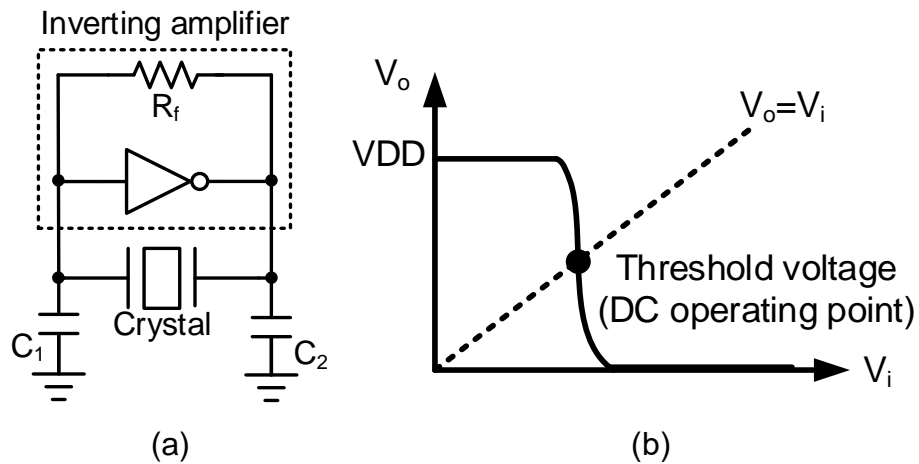 Inverting amplifier
R_f
Crystal
C_1
C_2
(a)
V_o
VDD
V_o=V_i
Threshold voltage
(DC operating point)
V_i
(b)